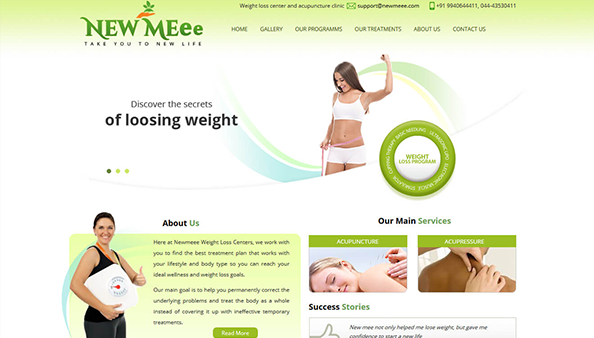 NEW MEee
TAKE YOU TO NEW LIFE
Weight loss center and acupuncture clinic
support@newmeee.com
+91 9940644411, 044-43530411
HOME GALLERY OUR PROGRAMMS OUR TREATMENTS ABOUT US CONTACT US
Discover the secrets
of loosing weight
WEIGHT
LOSS PROGRAM
About Us
Here at Newmeee Weight Loss Centers, we work with
you to find the best treatment plan that works with
your lifestyle and body type so you can reach your
ideal wellness and weight loss goals.
Our main goal is to help you permanently correct the
underlying problems and treat the body as a whole
instead of covering it up with ineffective temporary
treatments.
Read More
Our Main Services
ACUPUNCTURE
ACUPRESSURE
Success Stories
New mee not only helped me lose weight, but gave me
confidence to start a new life